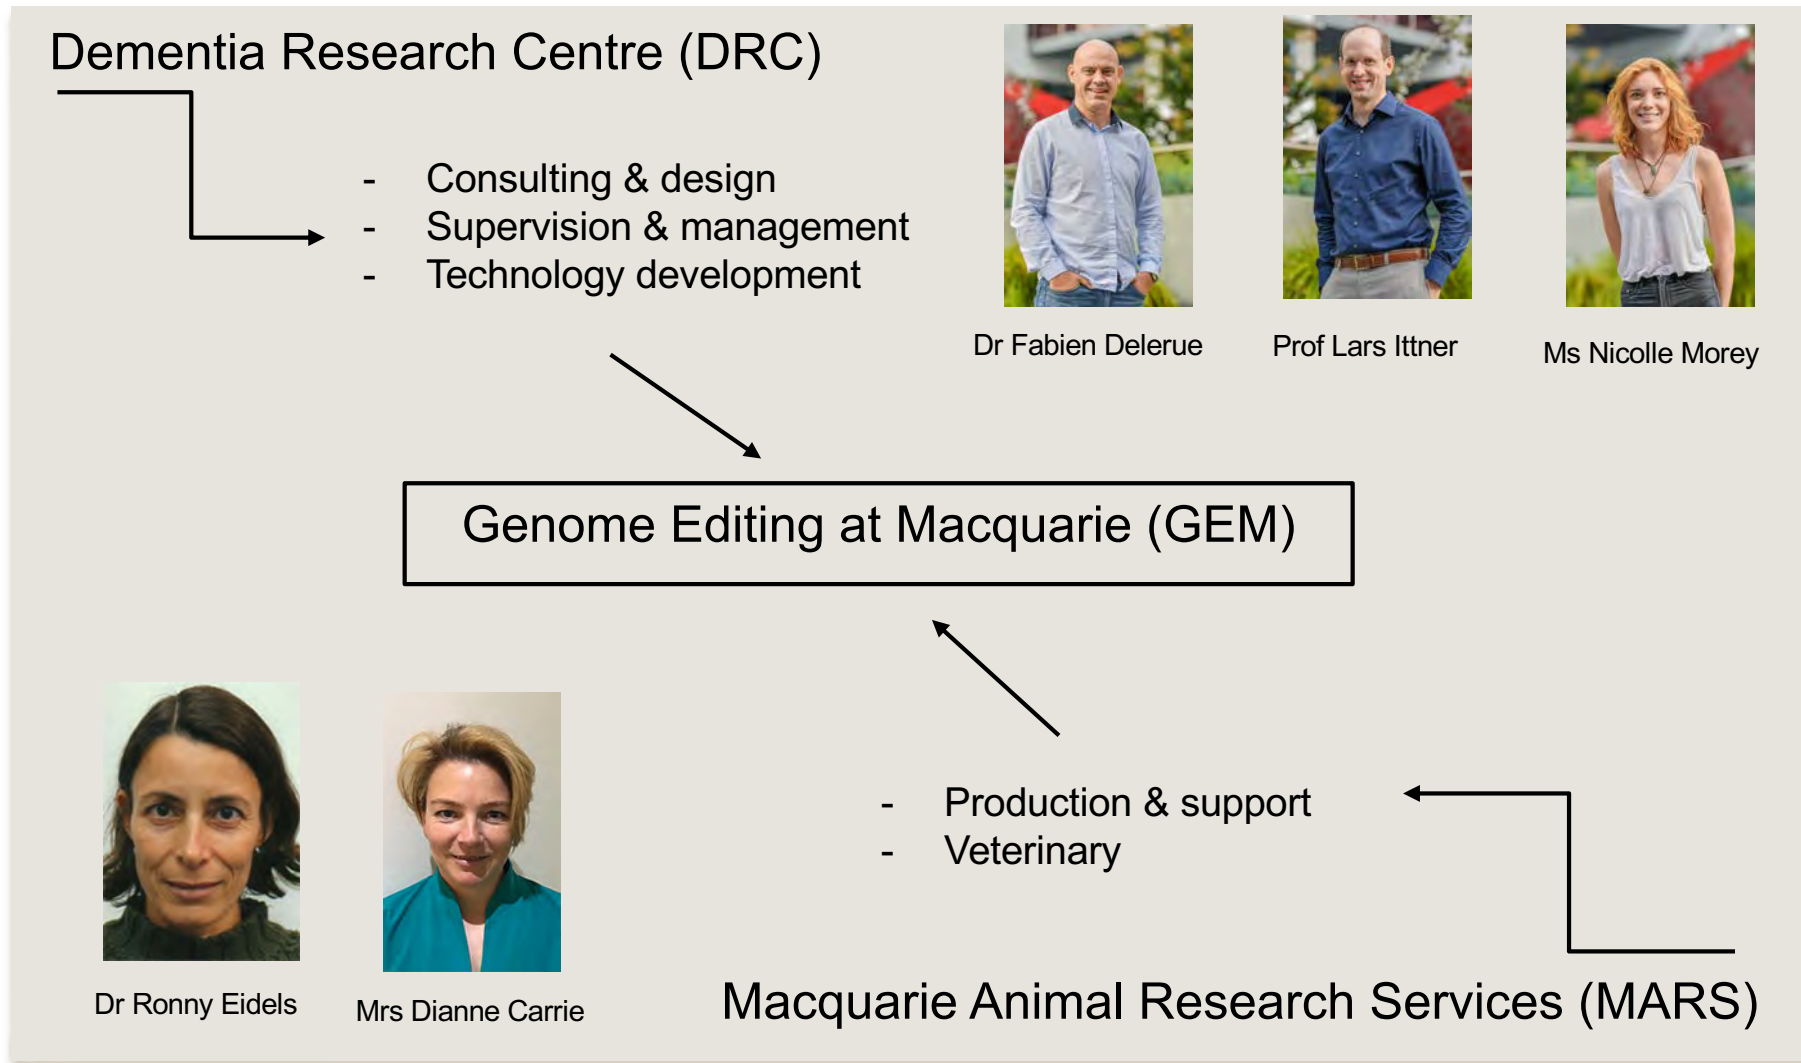 Dementia Research Centre (DRC)
- Consulting & design
- Supervision & management
- Technology development
Dr Fabien Delerue
Prof Lars Ittner
Ms Nicolle Morey
Genome Editing at Macquarie (GEM)
- Production & support
- Veterinary
Dr Ronny Eidels
Mrs Dianne Carrie
Macquarie Animal Research Services (MARS)